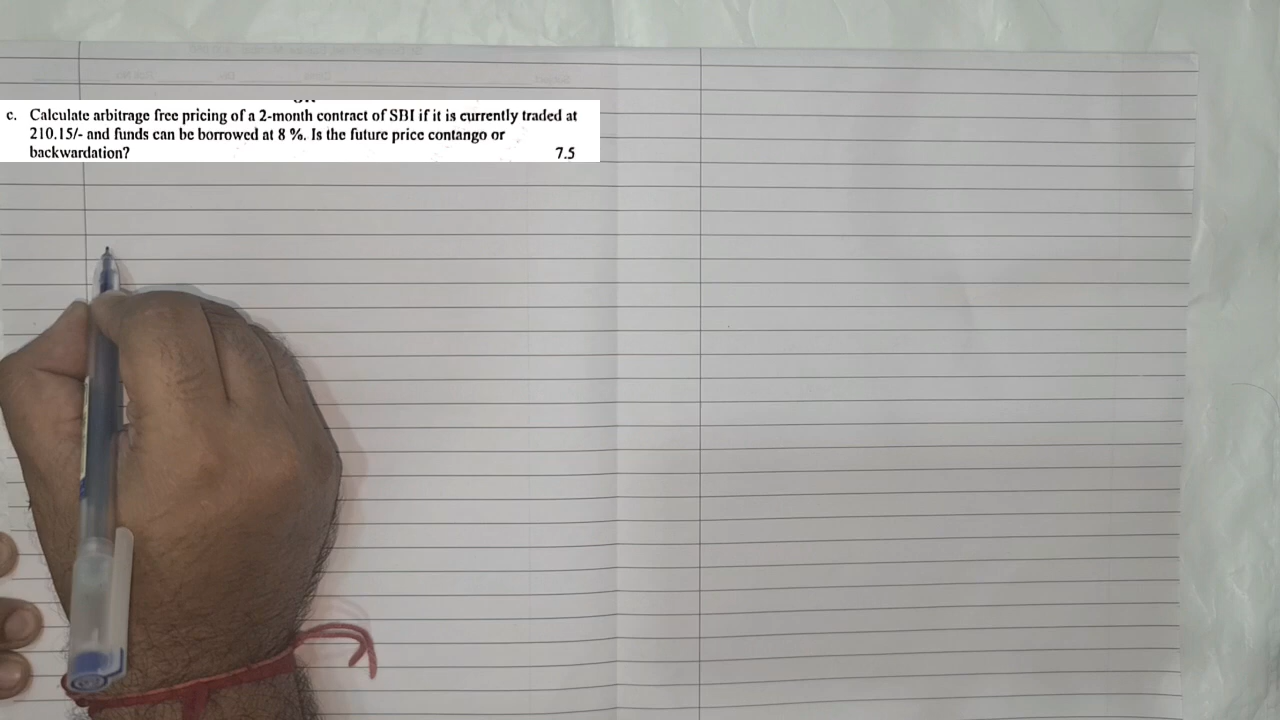 c. Calculate arbitrage free pricing of a 2-month contract of SBI if it is currently traded at
210.15/- and funds can be borrowed at 8 %. Is the future price contango or
backwardation? 7.5